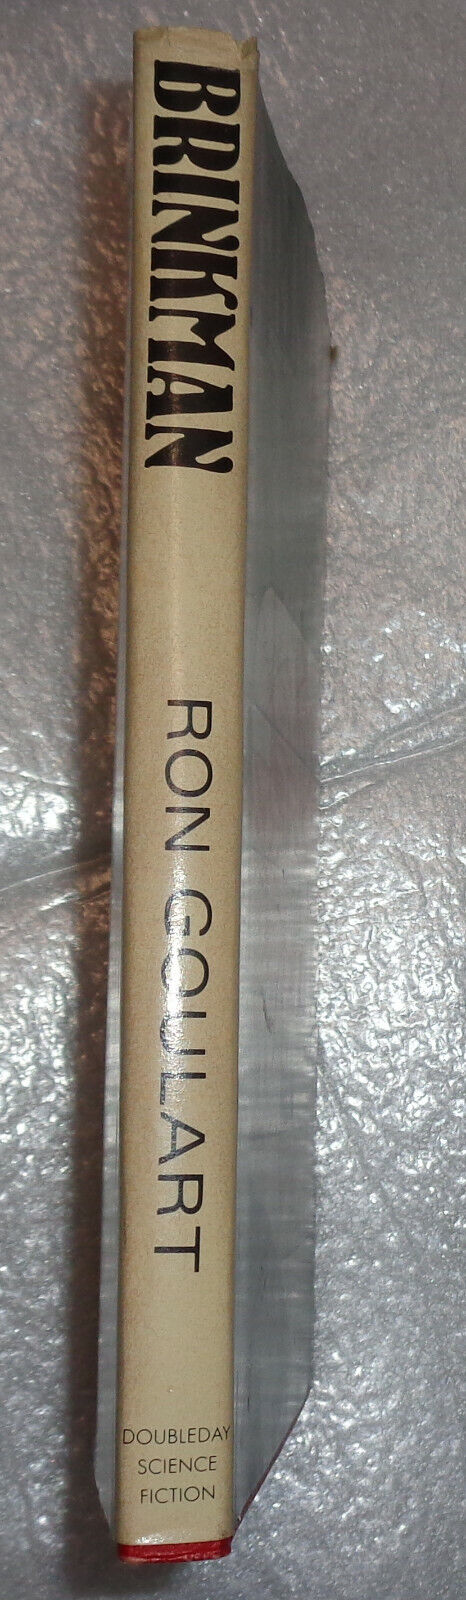 BRINKMAN
RON GOULART
DOUBLEDAY
SCIENCE
FICTION